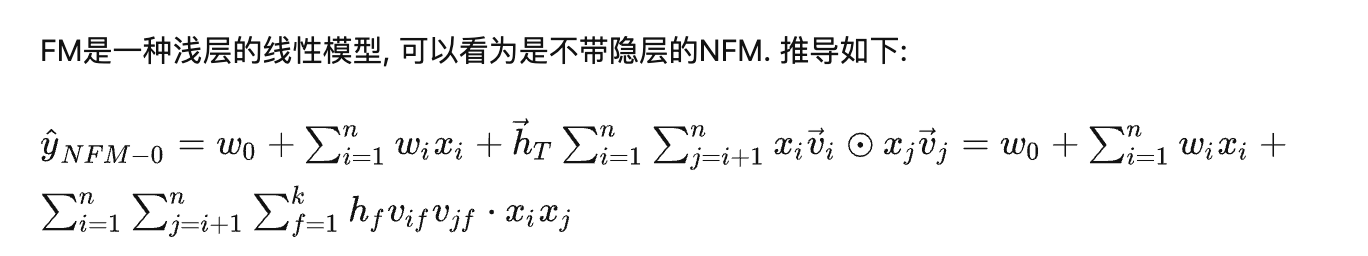 FM是一种浅层的线性模型, 可以看为是不带隐层的NFM. 推导如下:
$\hat{y}_{NFM-0} = w_0 + \sum_{i=1}^{n} w_i x_i + \vec{h}_T \sum_{i=1}^{n} \sum_{j=i+1}^{n} x_i \vec{v}_i \odot x_j \vec{v}_j = w_0 + \sum_{i=1}^{n} w_i x_i +$
$\sum_{i=1}^{n} \sum_{j=i+1}^{n} \sum_{f=1}^{k} h_f v_{if} v_{jf} \cdot x_i x_j$